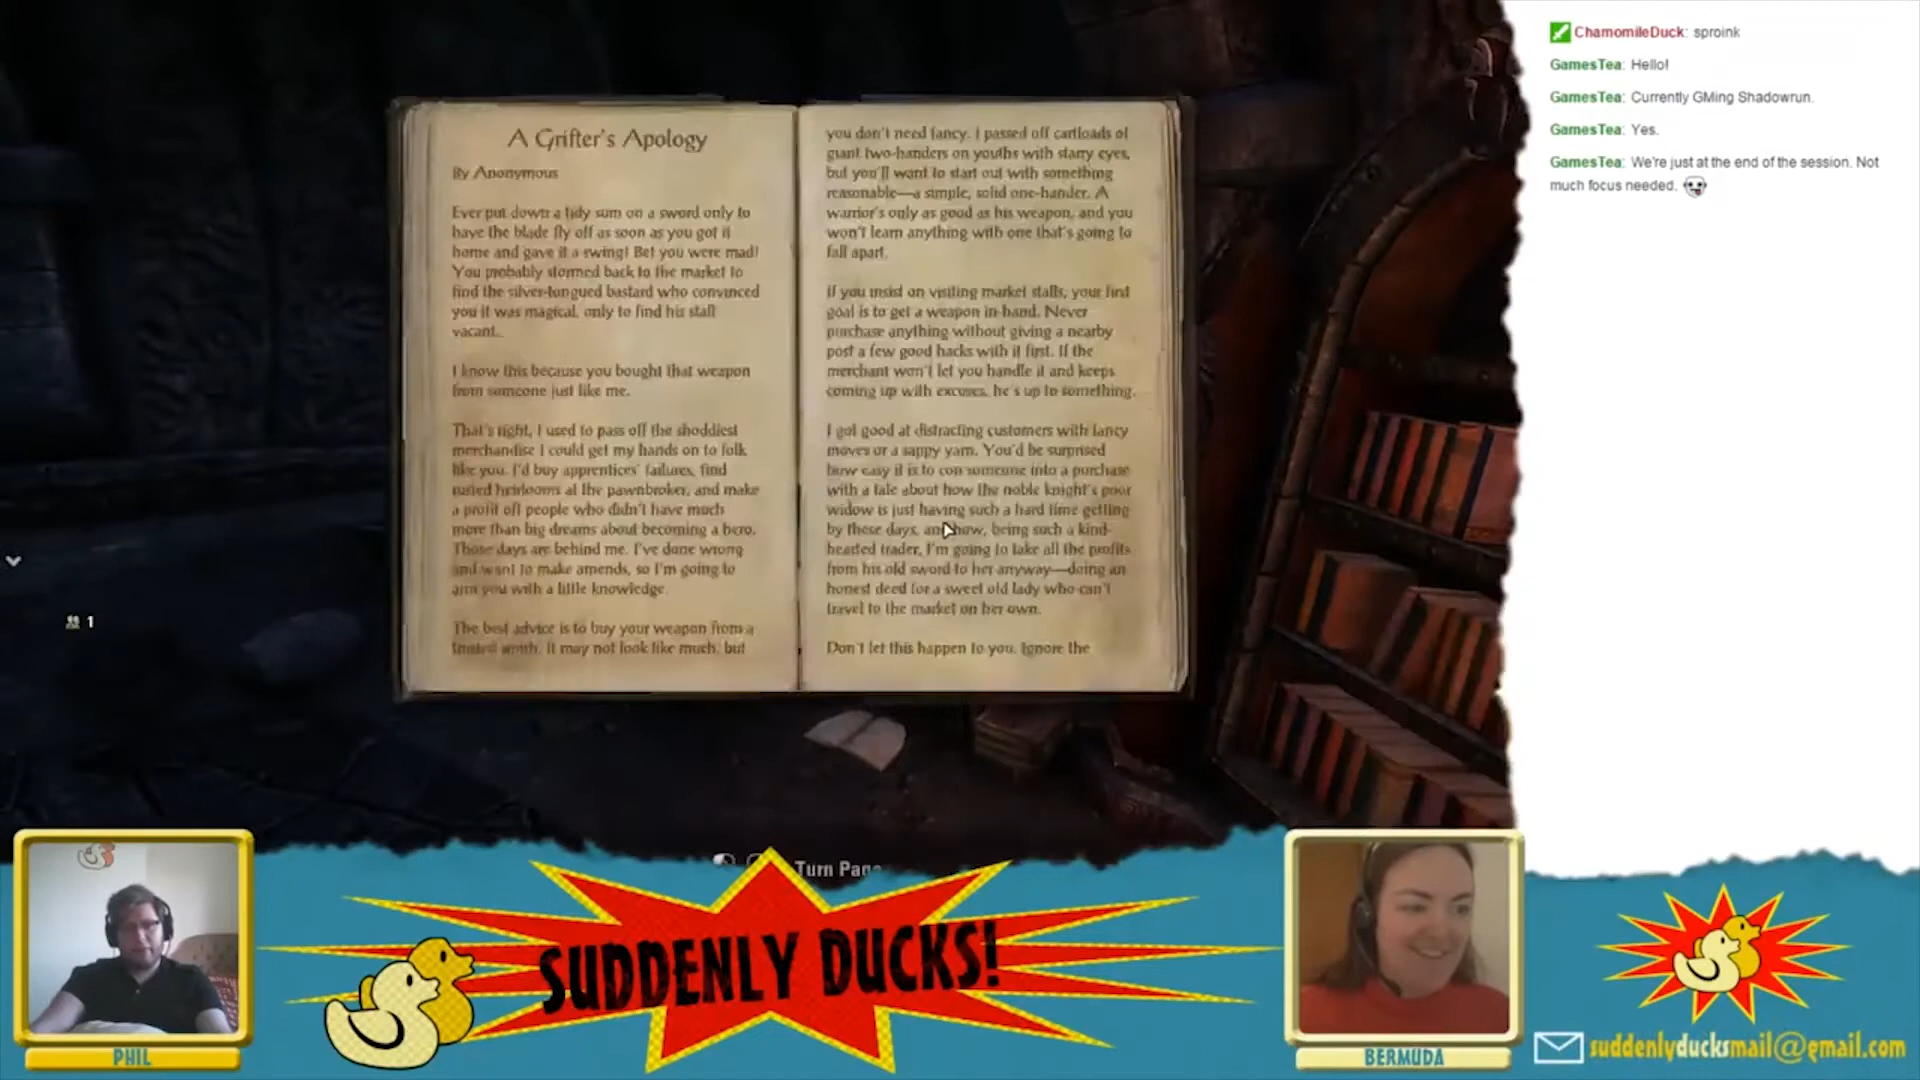 A Grifter's Apology
By Anonymous
Ever put down a tidy sum on a sword only to
have the blade fly off as soon as you got it
home and gave it a swing? Bet you were mad!
You probably stormed back to the market to
find the silver-tongued bastard who convinced
you it was magical, only to find his stall
vacant.
I know this because you bought that weapon
from someone just like me.
That's right, I used to pass off the shoddiest
merchandise I could get my hands on to folk
like you. I'd buy apprentices' failures, find
rusted heirlooms at the pawnbroker, and make
a profit off people who didn't have much
more than big dreams about becoming a hero.
Those days are behind me. I've done wrong
and want to make amends, so I'm going to
arm you with a little knowledge.
The best advice is to buy your weapon from a
trusted smith. It may not look like much, but
you don't need fancy. I passed off cartloads of
giant two-handers on youths with starry eyes,
but you'll want to start out with something
reasonable—a simple, solid one-hander. A
warrior's only as good as his weapon, and you
won't learn anything with one that's going to
fall apart.
If you insist on visiting market stalls, your first
goal is to get a weapon in-hand. Never
purchase anything without giving a nearby
post a few good hacks with it first. If the
merchant won't let you handle it and keeps
coming up with excuses, he's up to something.
I got good at distracting customers with fancy
moves or a sappy yarn. You'd be surprised
how easy it is to con someone into a purchase
with a tale about how the noble knight's poor
widow is just having such a hard time getting
by these days, and how, being such a kind-
hearted trader, I'm going to take all the profits
from his old sword to her anyway—doing an
honest deed for a sweet old lady who can't
travel to the market on her own.
Don't let this happen to you. Ignore the
1
Turn Page
ChamomileDuck: sproink
GamesTea: Hello!
GamesTea: Currently GMing Shadowrun.
GamesTea: Yes.
GamesTea: We're just at the end of the session. Not
much focus needed.
PHIL
SUDDENLY DUCKS!
BERMUDA
suddenlyducksmail@gmail.com